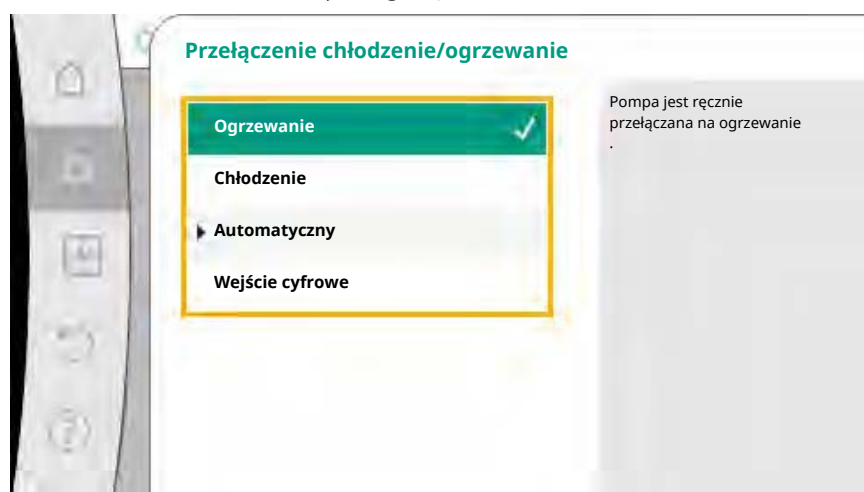 Przełączenie chłodzenie/ogrzewanie
Ogrzewanie
Chłodzenie
Automatyczny
Wejście cyfrowe
Pompa jest ręcznie
przełączana na ogrzewanie
.